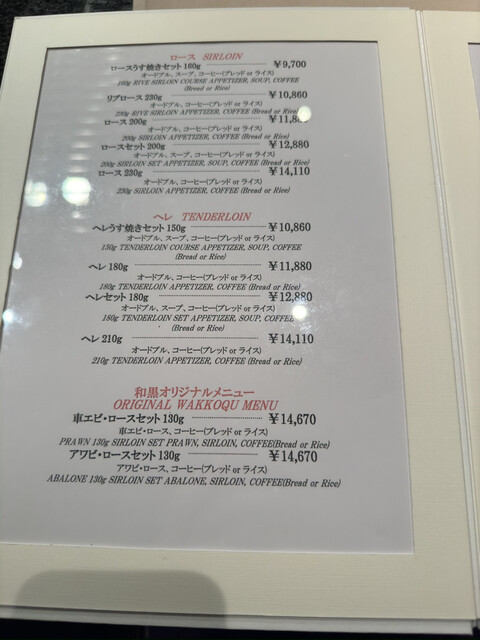 ロース SIRLOIN
ロースうす焼きセット 160g ¥9,700
オードブル、スープ、コーヒー(ブレッド or ライス)
160g RIVE SIRLOIN COURSE APPETIZER, SOUP, COFFEE
(Bread or Rice)
リブロース 230g ¥10,860
オードブル、コーヒー(ブレッド or ライス)
230g RIVE SIRLOIN APPETIZER, COFFEE (Bread or Rice)
ロース 200g ¥11,880
オードブル、コーヒー(ブレッド or ライス)
200g SIRLOIN APPETIZER, COFFEE (Bread or Rice)
ロースセット 200g ¥12,880
オードブル、スープ、コーヒー(ブレッド or ライス)
200g SIRLOIN SET APPETIZER, SOUP, COFFEE (Bread or Rice)
ロース 230g ¥14,110
オードブル、コーヒー(ブレッド or ライス)
230g SIRLOIN APPETIZER, COFFEE (Bread or Rice)
ヘレ TENDERLOIN
ヘレうす焼きセット 150g ¥10,860
オードブル、スープ、コーヒー(ブレッド or ライス)
150g TENDERLOIN COURSE APPETIZER, SOUP, COFFEE
(Bread or Rice)
ヘレ 180g ¥11,880
オードブル、コーヒー(ブレッド or ライス)
180g TENDERLOIN APPETIZER, COFFEE (Bread or Rice)
ヘレセット 180g ¥12,880
オードブル、スープ、コーヒー(ブレッド or ライス)
180g TENDERLOIN SET APPETIZER, SOUP, COFFEE
(Bread or Rice)
ヘレ 210g ¥14,110
オードブル、コーヒー(ブレッド or ライス)
210g TENDERLOIN APPETIZER, COFFEE (Bread or Rice)
和黒オリジナルメニュー
ORIGINAL WAKKOQU MENU
車エビ・ロースセット 130g ¥14,670
車エビ・ロース、コーヒー(ブレッド or ライス)
PRAWN 130g SIRLOIN SET PRAWN, SIRLOIN, COFFEE(Bread or Rice)
アワビ・ロースセット 130g ¥14,670
アワビ・ロース、コーヒー(ブレッド or ライス)
ABALONE 130g SIRLOIN SET ABALONE, SIRLOIN, COFFEE(Bread or Rice)